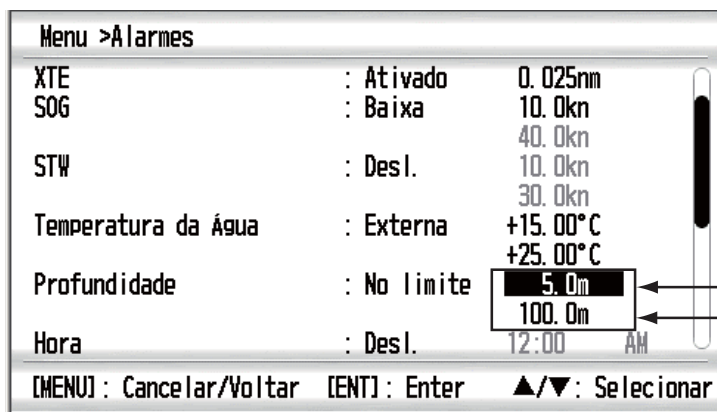 Menu >Alarmes
XTE : Ativado 0.025nm
SOG : Baixa 10.0kn
40.0kn
STW : Desl. 10.0kn
30.0kn
Temperatura da Água : Externa +15.00°C
+25.00°C
Profundidade : No limite 5.0m
100.0m
Hora : Desl. 12:00 AM
[MENU] : Cancelar/Voltar [ENT] : Enter ▲/▼: Selecionar